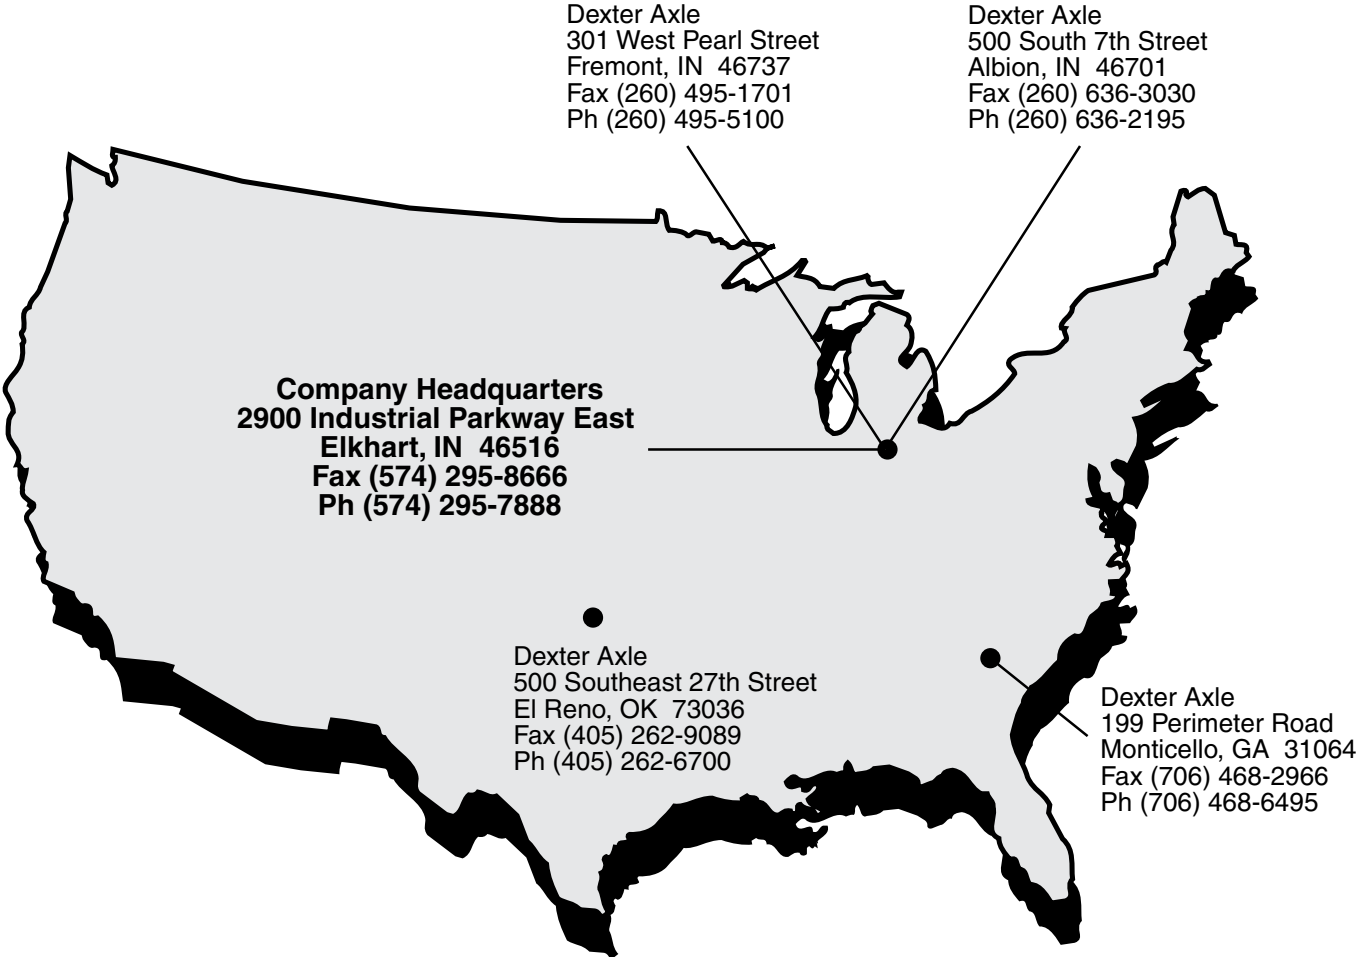 Dexter Axle
301 West Pearl Street
Fremont, IN  46737
Fax (260) 495-1701
Ph (260) 495-5100
Dexter Axle
500 South 7th Street
Albion, IN  46701
Fax (260) 636-3030
Ph (260) 636-2195
Company Headquarters
2900 Industrial Parkway East
Elkhart, IN  46516
Fax (574) 295-8666
Ph (574) 295-7888
Dexter Axle
500 Southeast 27th Street
El Reno, OK  73036
Fax (405) 262-9089
Ph (405) 262-6700
Dexter Axle
199 Perimeter Road
Monticello, GA  31064
Fax (706) 468-2966
Ph (706) 468-6495